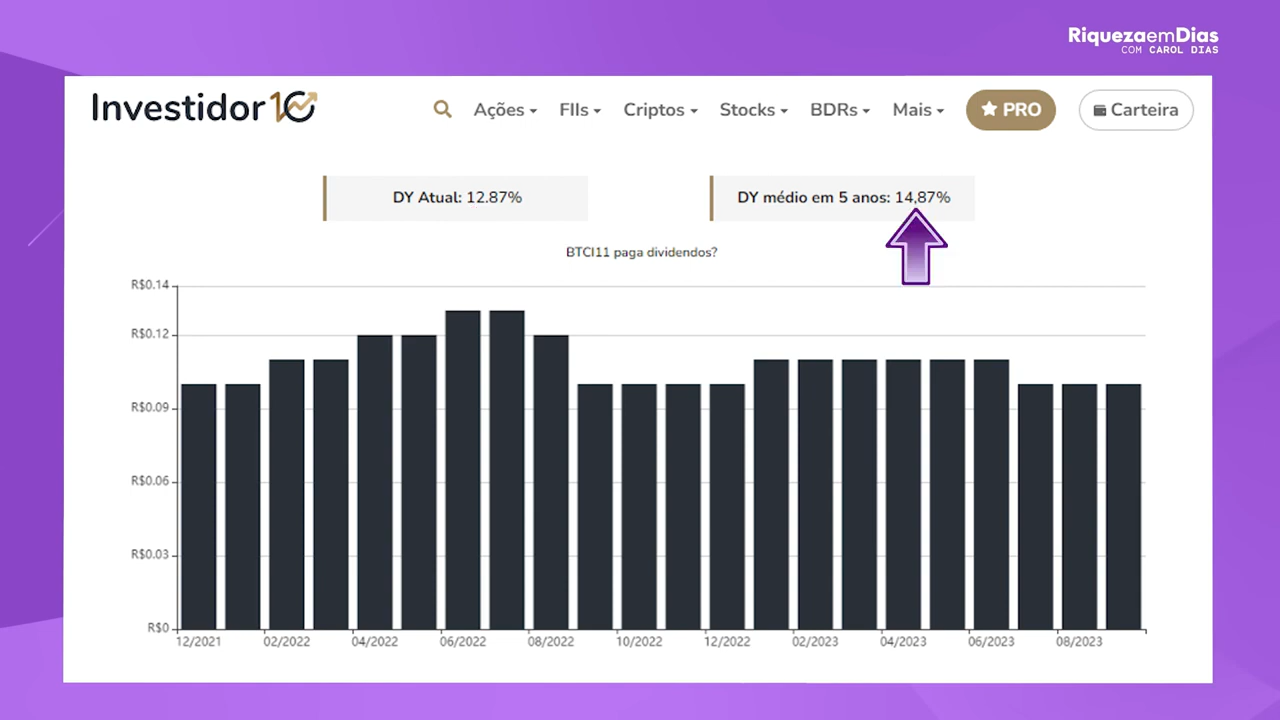 RiquezaemDias
COM CAROL DIAS
Investidor 10
Ações
FIIs
Criptos
Stocks
BDRs
Mais
PRO
Carteira
DY Atual: 12.87%
DY médio em 5 anos: 14,87%
BTCI11 paga dividendos?
R$0.14
R$0.12
R$0.09
R$0.06
R$0.03
R$0
12/2021 02/2022 04/2022 06/2022 08/2022 10/2022 12/2022 02/2023 04/2023 06/2023 08/2023